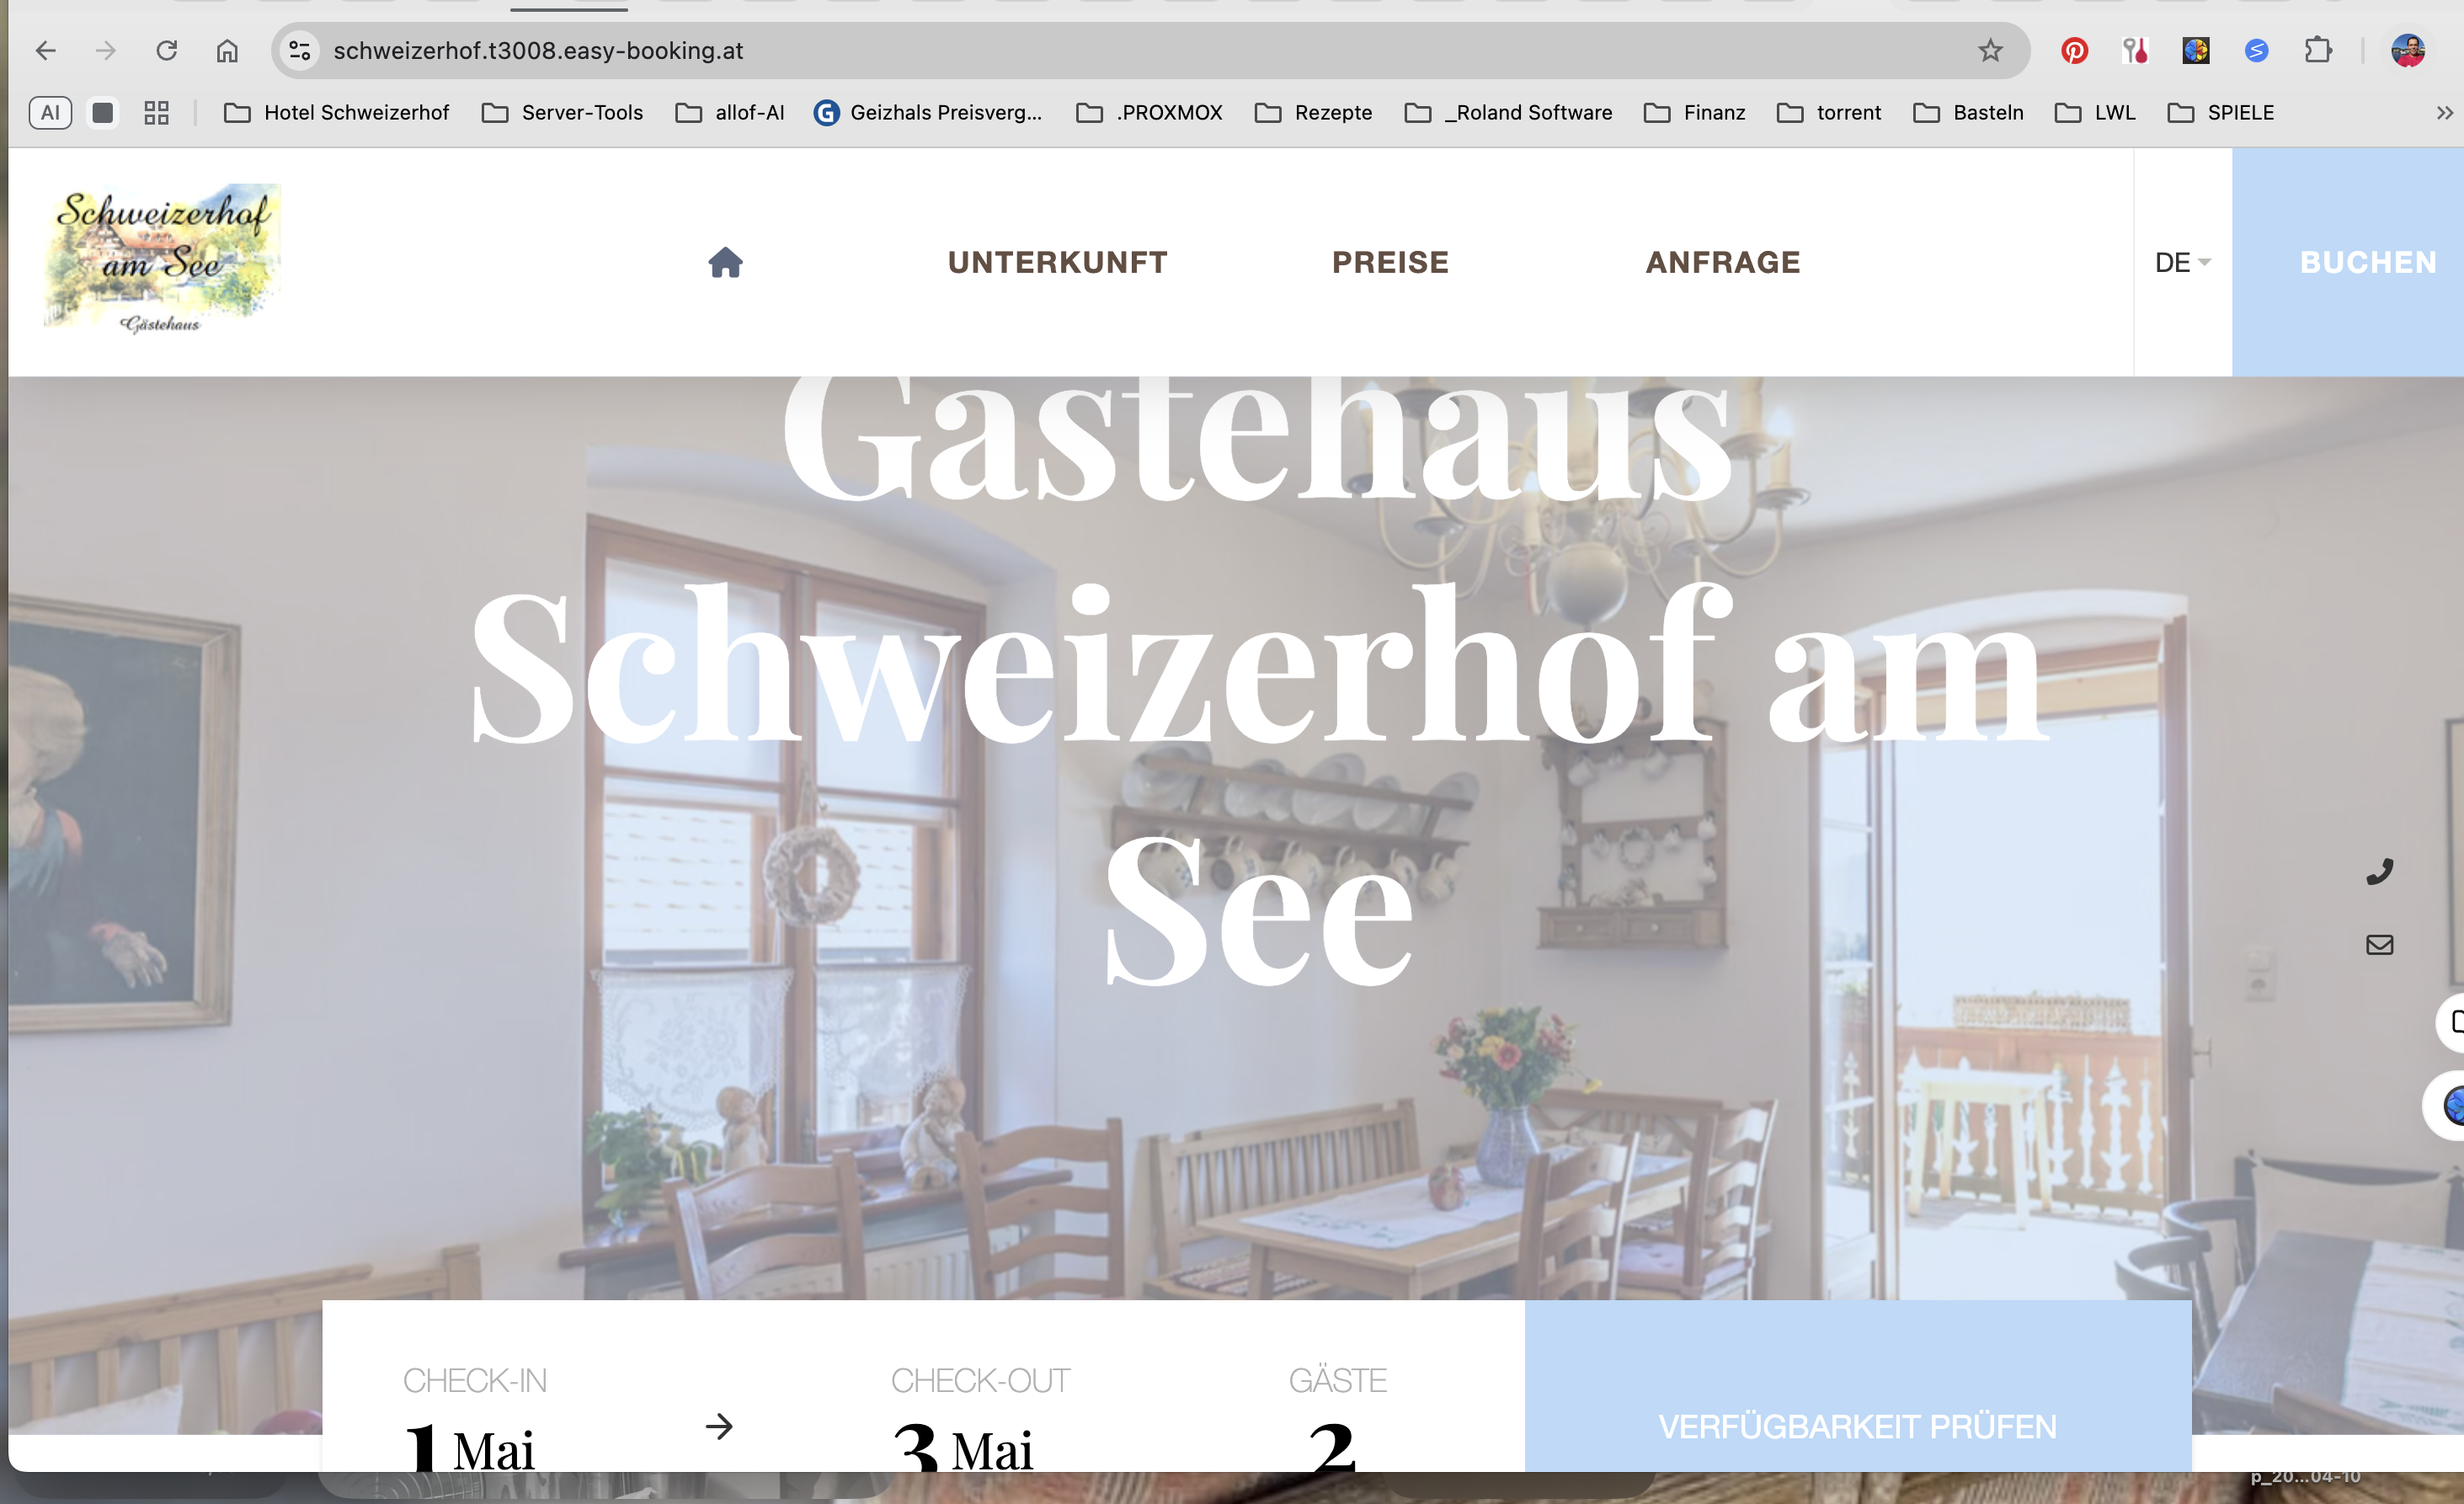 schweizerhof.t3008.easy-booking.at
AI
Hotel Schweizerhof
Server-Tools
allof-AI
G
Geizhals Preisverg...
.PROXMOX
Rezepte
_Roland Software
Finanz
torrent
Basteln
LWL
SPIELE
Schweizerhof
am See
Gästehaus
UNTERKUNFT
PREISE
ANFRAGE
DE
BUCHEN
Gästehaus
Schweizerhof am
See
CHECK-IN
1 Mai
CHECK-OUT
3 Mai
GÄSTE
2
VERFÜGBARKEIT PRÜFEN
p_20...04-10